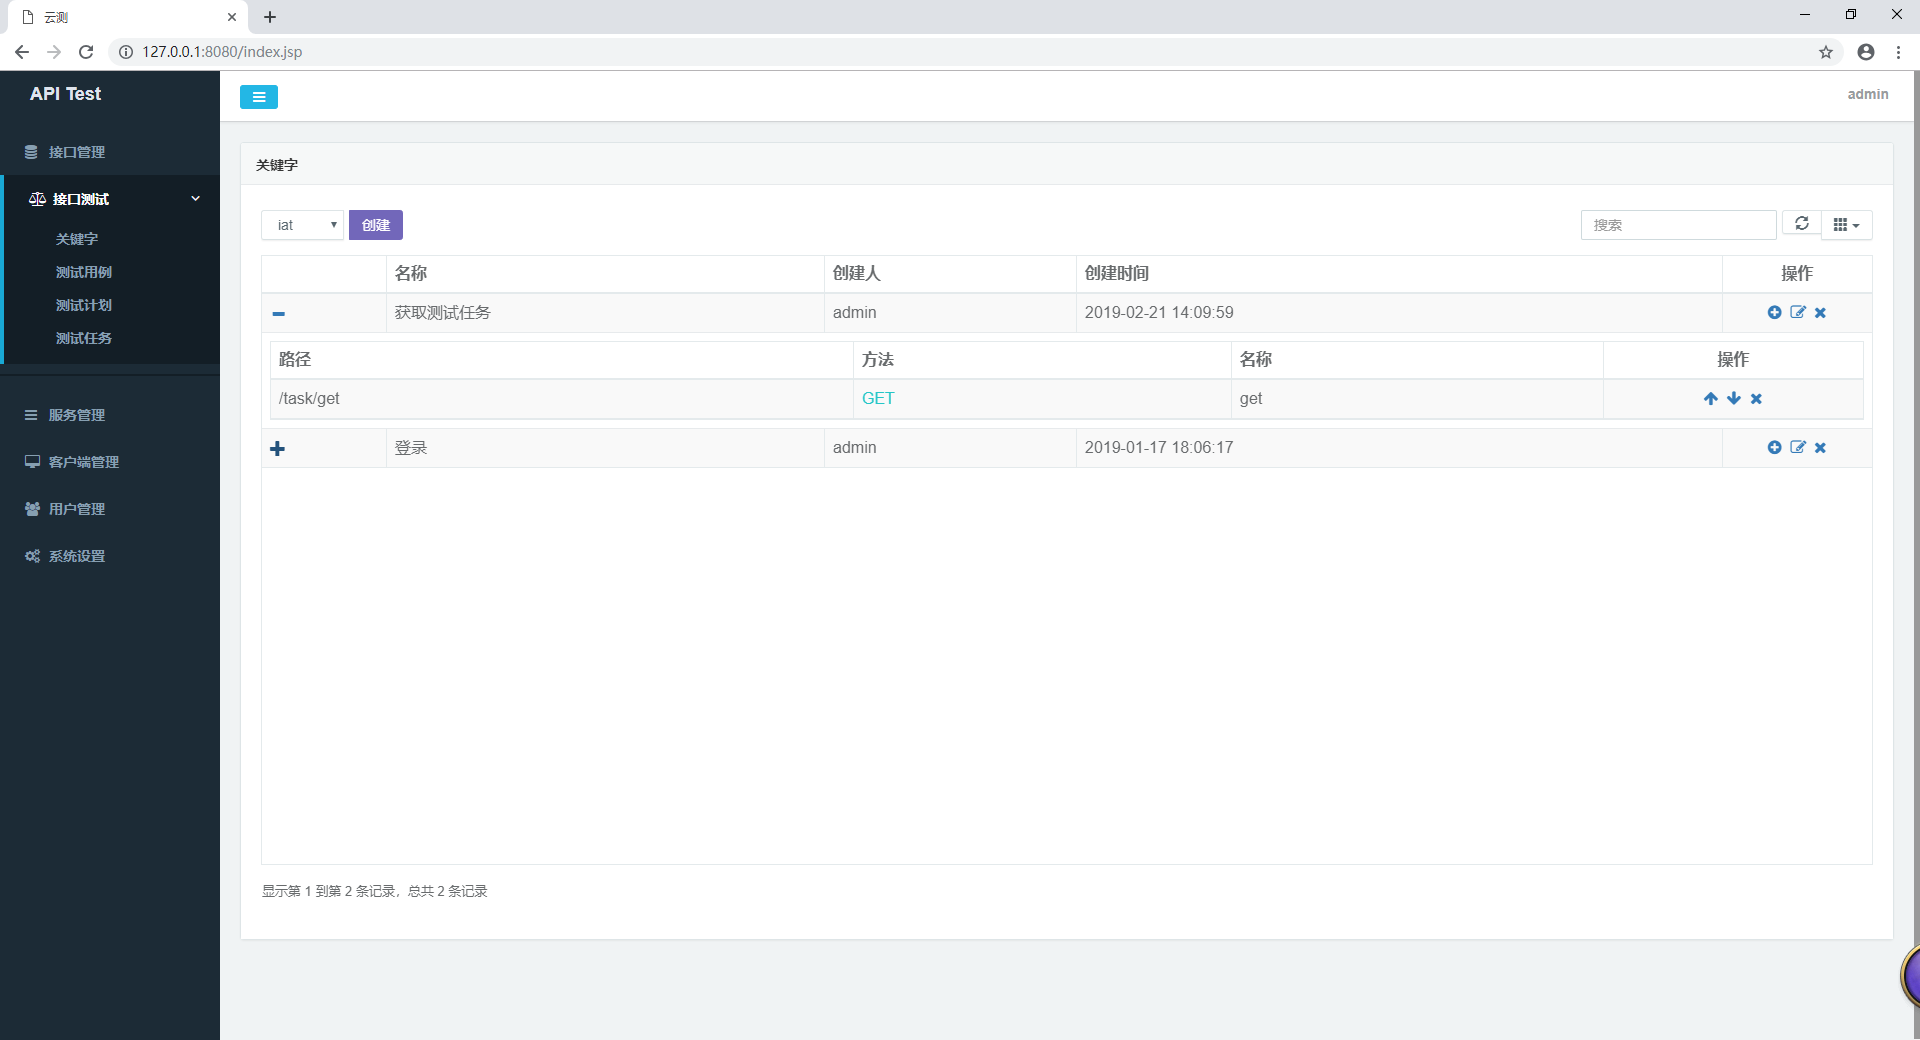 云测
127.0.0.1:8080/index.jsp
API Test
admin
接口管理
接口测试
关键字
测试用例
测试计划
测试任务
服务管理
客户端管理
用户管理
系统设置
关键字
iat 创建 搜索
名称 创建人 创建时间 操作
获取测试任务 admin 2019-02-21 14:09:59
路径 方法 名称 操作
/task/get GET get
登录 admin 2019-01-17 18:06:17
显示第 1 到第 2 条记录，总共 2 条记录